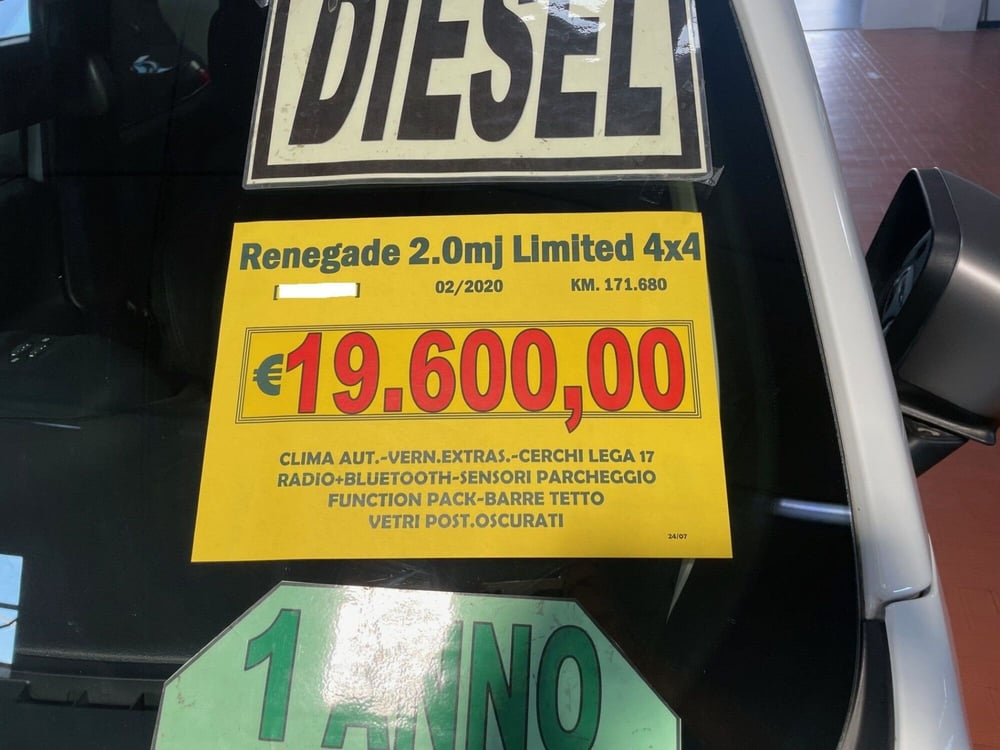 DIESEL
Renegade 2.0mj Limited 4x4
02/2020 KM. 171.680
€19.600,00
CLIMA AUT.-VERN.EXTRAS.-CERCHI LEGA 17
RADIO+BLUETOOTH-SENSORI PARCHEGGIO
FUNCTION PACK-BARRE TETTO
VETRI POST.OSCURATI
24/07
1 ANNO